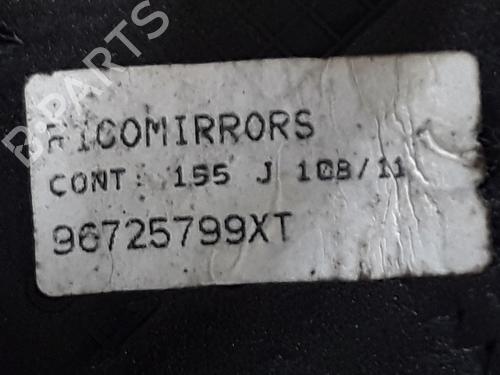 B-PARTS
FICOMIRRORS
CONT: 155 J 108/11
96725799XT